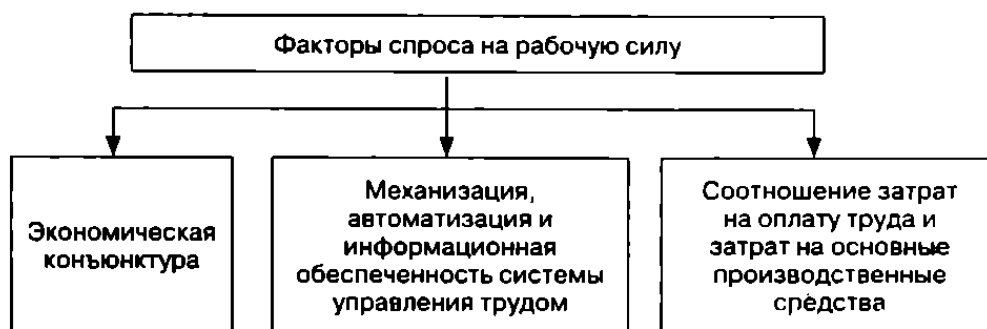 Факторы спроса на рабочую силу
Экономическая
конъюнктура
Механизация,
автоматизация и
информационная
обеспеченность системы
управления трудом
Соотношение затрат
на оплату труда и
затрат на основные
производственные
средства